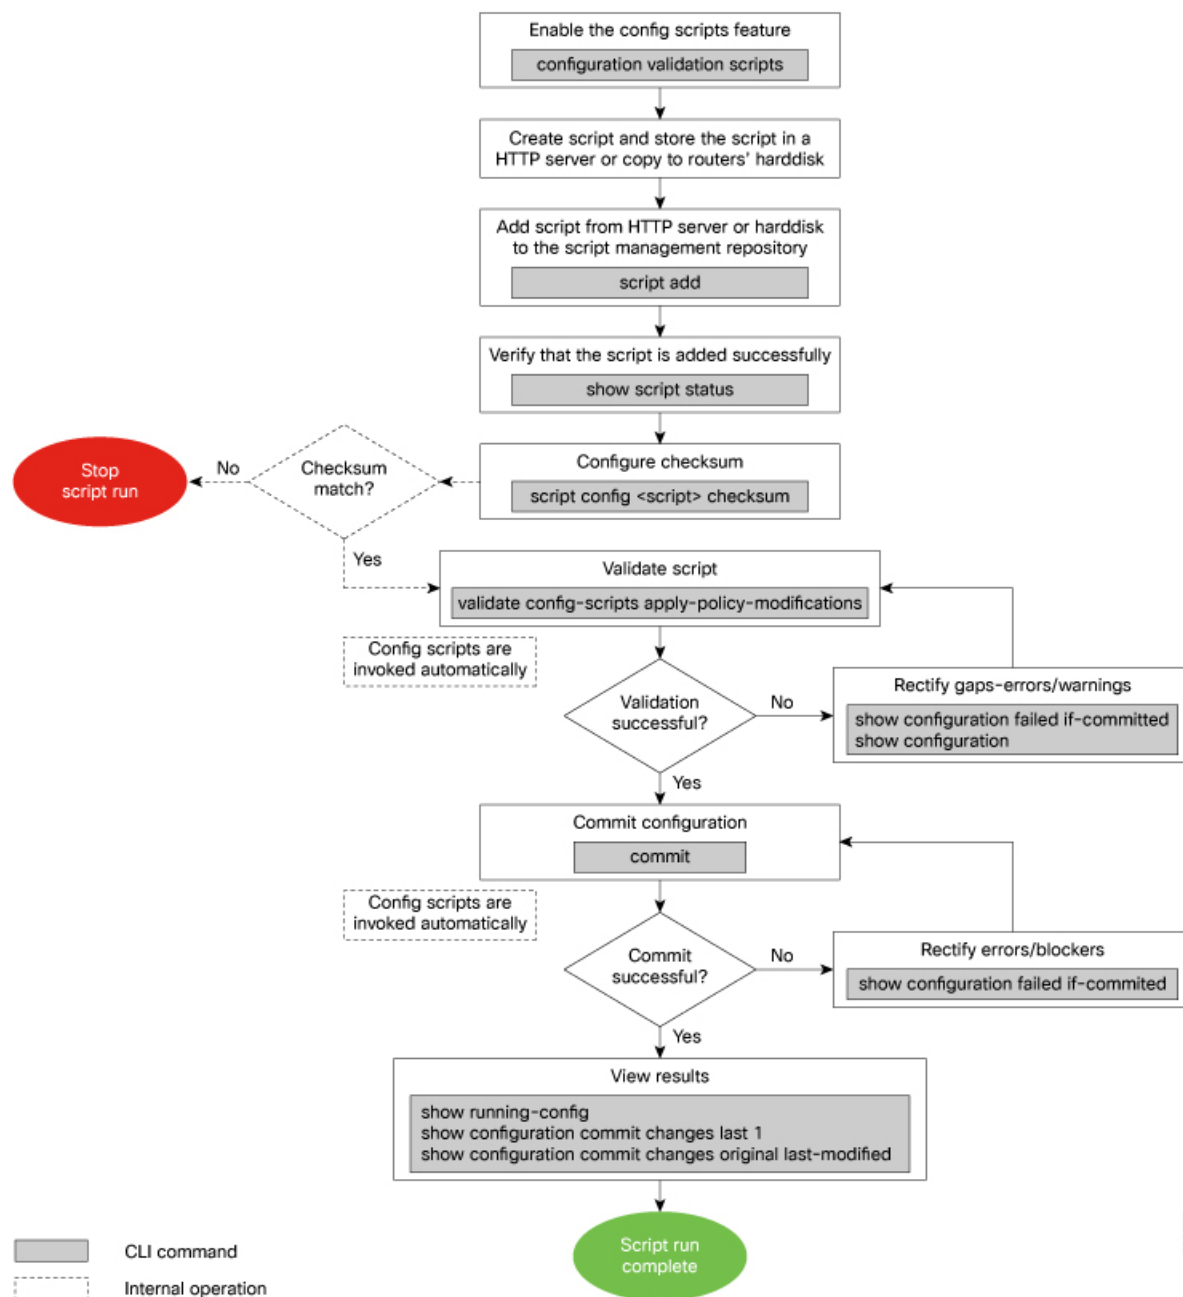 Enable the config scripts feature
configuration validation scripts
Create script and store the script in a
HTTP server or copy to routers' harddisk
Add script from HTTP server or harddisk
to the script management repository
script add
Verify that the script is added successfully
show script status
Configure checksum
script config <script> checksum
Checksum
match?
No
Stop
script run
Yes
Validate script
validate config-scripts apply-policy-modifications
Config scripts are
invoked automatically
Validation
successful?
No
Rectify gaps-errors/warnings
show configuration failed if-committed
show configuration
Yes
Commit configuration
commit
Config scripts are
invoked automatically
Commit
successful?
No
Rectify errors/blockers
show configuration failed if-commited
Yes
View results
show running-config
show configuration commit changes last 1
show configuration commit changes original last-modified
Script run
complete
CLI command
Internal operation